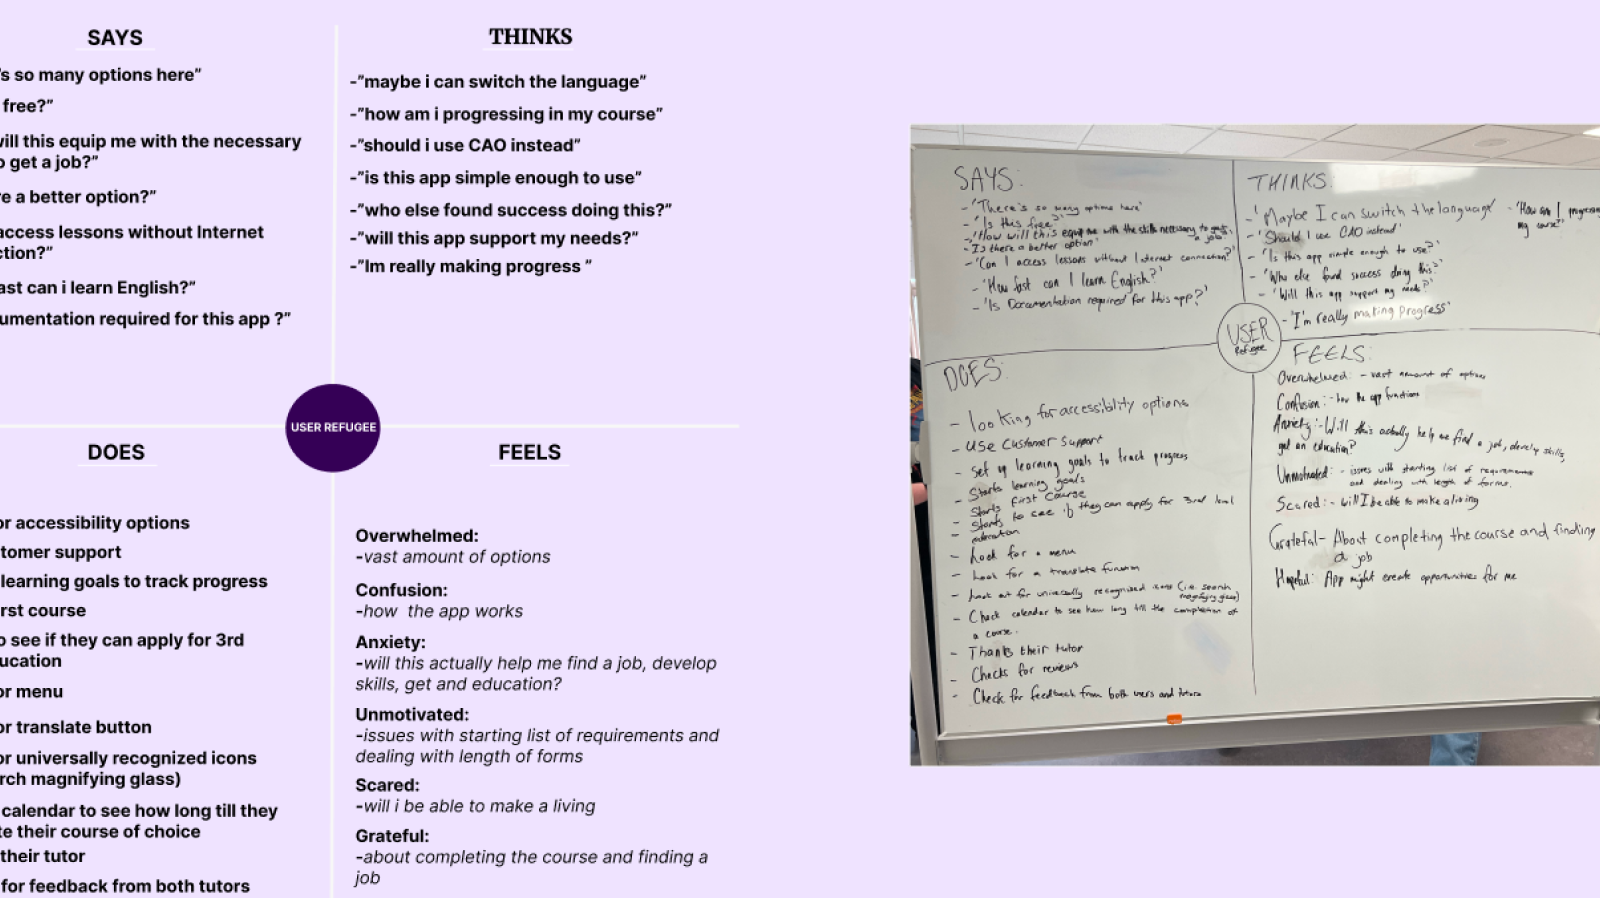 SAYS
's so many options here”
free?”
will this equip me with the necessary
o get a job?”
re a better option?”
access lessons without Internet
ction?”
ast can i learn English?”
umentation required for this app ?”
THINKS
-”maybe i can switch the language”
-”how am i progressing in my course”
-”should i use CAO instead”
-”is this app simple enough to use”
-”who else found success doing this?”
-”will this app support my needs?”
-”Im really making progress ”
USER REFUGEE
DOES
or accessibility options
tomer support
learning goals to track progress
irst course
o see if they can apply for 3rd
ucation
or menu
or translate button
or universally recognized icons
rch magnifying glass)
calendar to see how long till they
te their course of choice
their tutor
for feedback from both tutors
FEELS
Overwhelmed:
-vast amount of options
Confusion:
-how the app works
Anxiety:
-will this actually help me find a job, develop
skills, get and education?
Unmotivated:
-issues with starting list of requirements and
dealing with length of forms
Scared:
-will i be able to make a living
Grateful:
-about completing the course and finding a
job
SAYS:
- 'There's so many options here'
- 'Is this free?'
- 'How will this equip me with the skills necessary to get
a job?'
- 'Is there a better option'
- 'Can I access lessons without Internet connection?'
- 'How fast can I learn English?'
- 'Is Documentation required for this app?'
THINKS:
- 'Maybe I can switch the language'
- 'How am I progressing
my course'
- 'Should I use CAO instead'
- 'Is this app simple enough to use?'
- 'Who else found success doing this?'
- 'Will this app support my needs?'
- 'I'm really making progress'
USER
Refugee
DOES:
- looking for accessiblity options
- Use Customer Support
- set up learning goals to track progress
- Starts learning goals
- Starts first Course
- Starts to see if they can apply for 3rd level
education
- Look for a menu
- Look for a translate function
- Look out for universally recognized icons (i.e. search
magnifying glass)
- Check calendar to see how long till the completion of
a course.
- Thanks their tutor
- Checks for reviews
- Check for feedback from both users and tutors
FEELS:
Overwhelmed: - vast amount of options
Confusion: - how the app functions
Anxiety: - Will this actually help me find a job, develop skills,
get an education?
Unmotivated: - issues with starting list of requirements
and dealing with length of forms.
Scared: - will I be able to make a living
Grateful - About completing the course and finding
a job
Hopeful: App might create opportunities for me